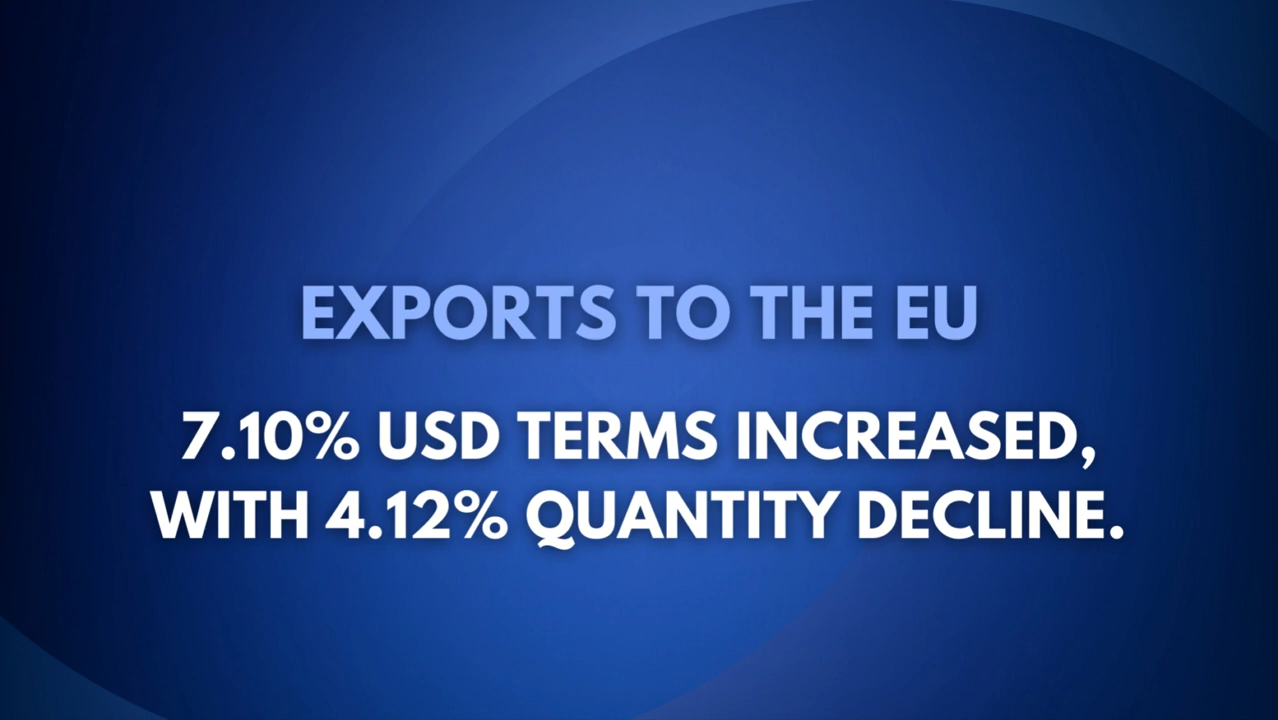 EXPORTS TO THE EU
7.10% USD TERMS INCREASED,
WITH 4.12% QUANTITY DECLINE.